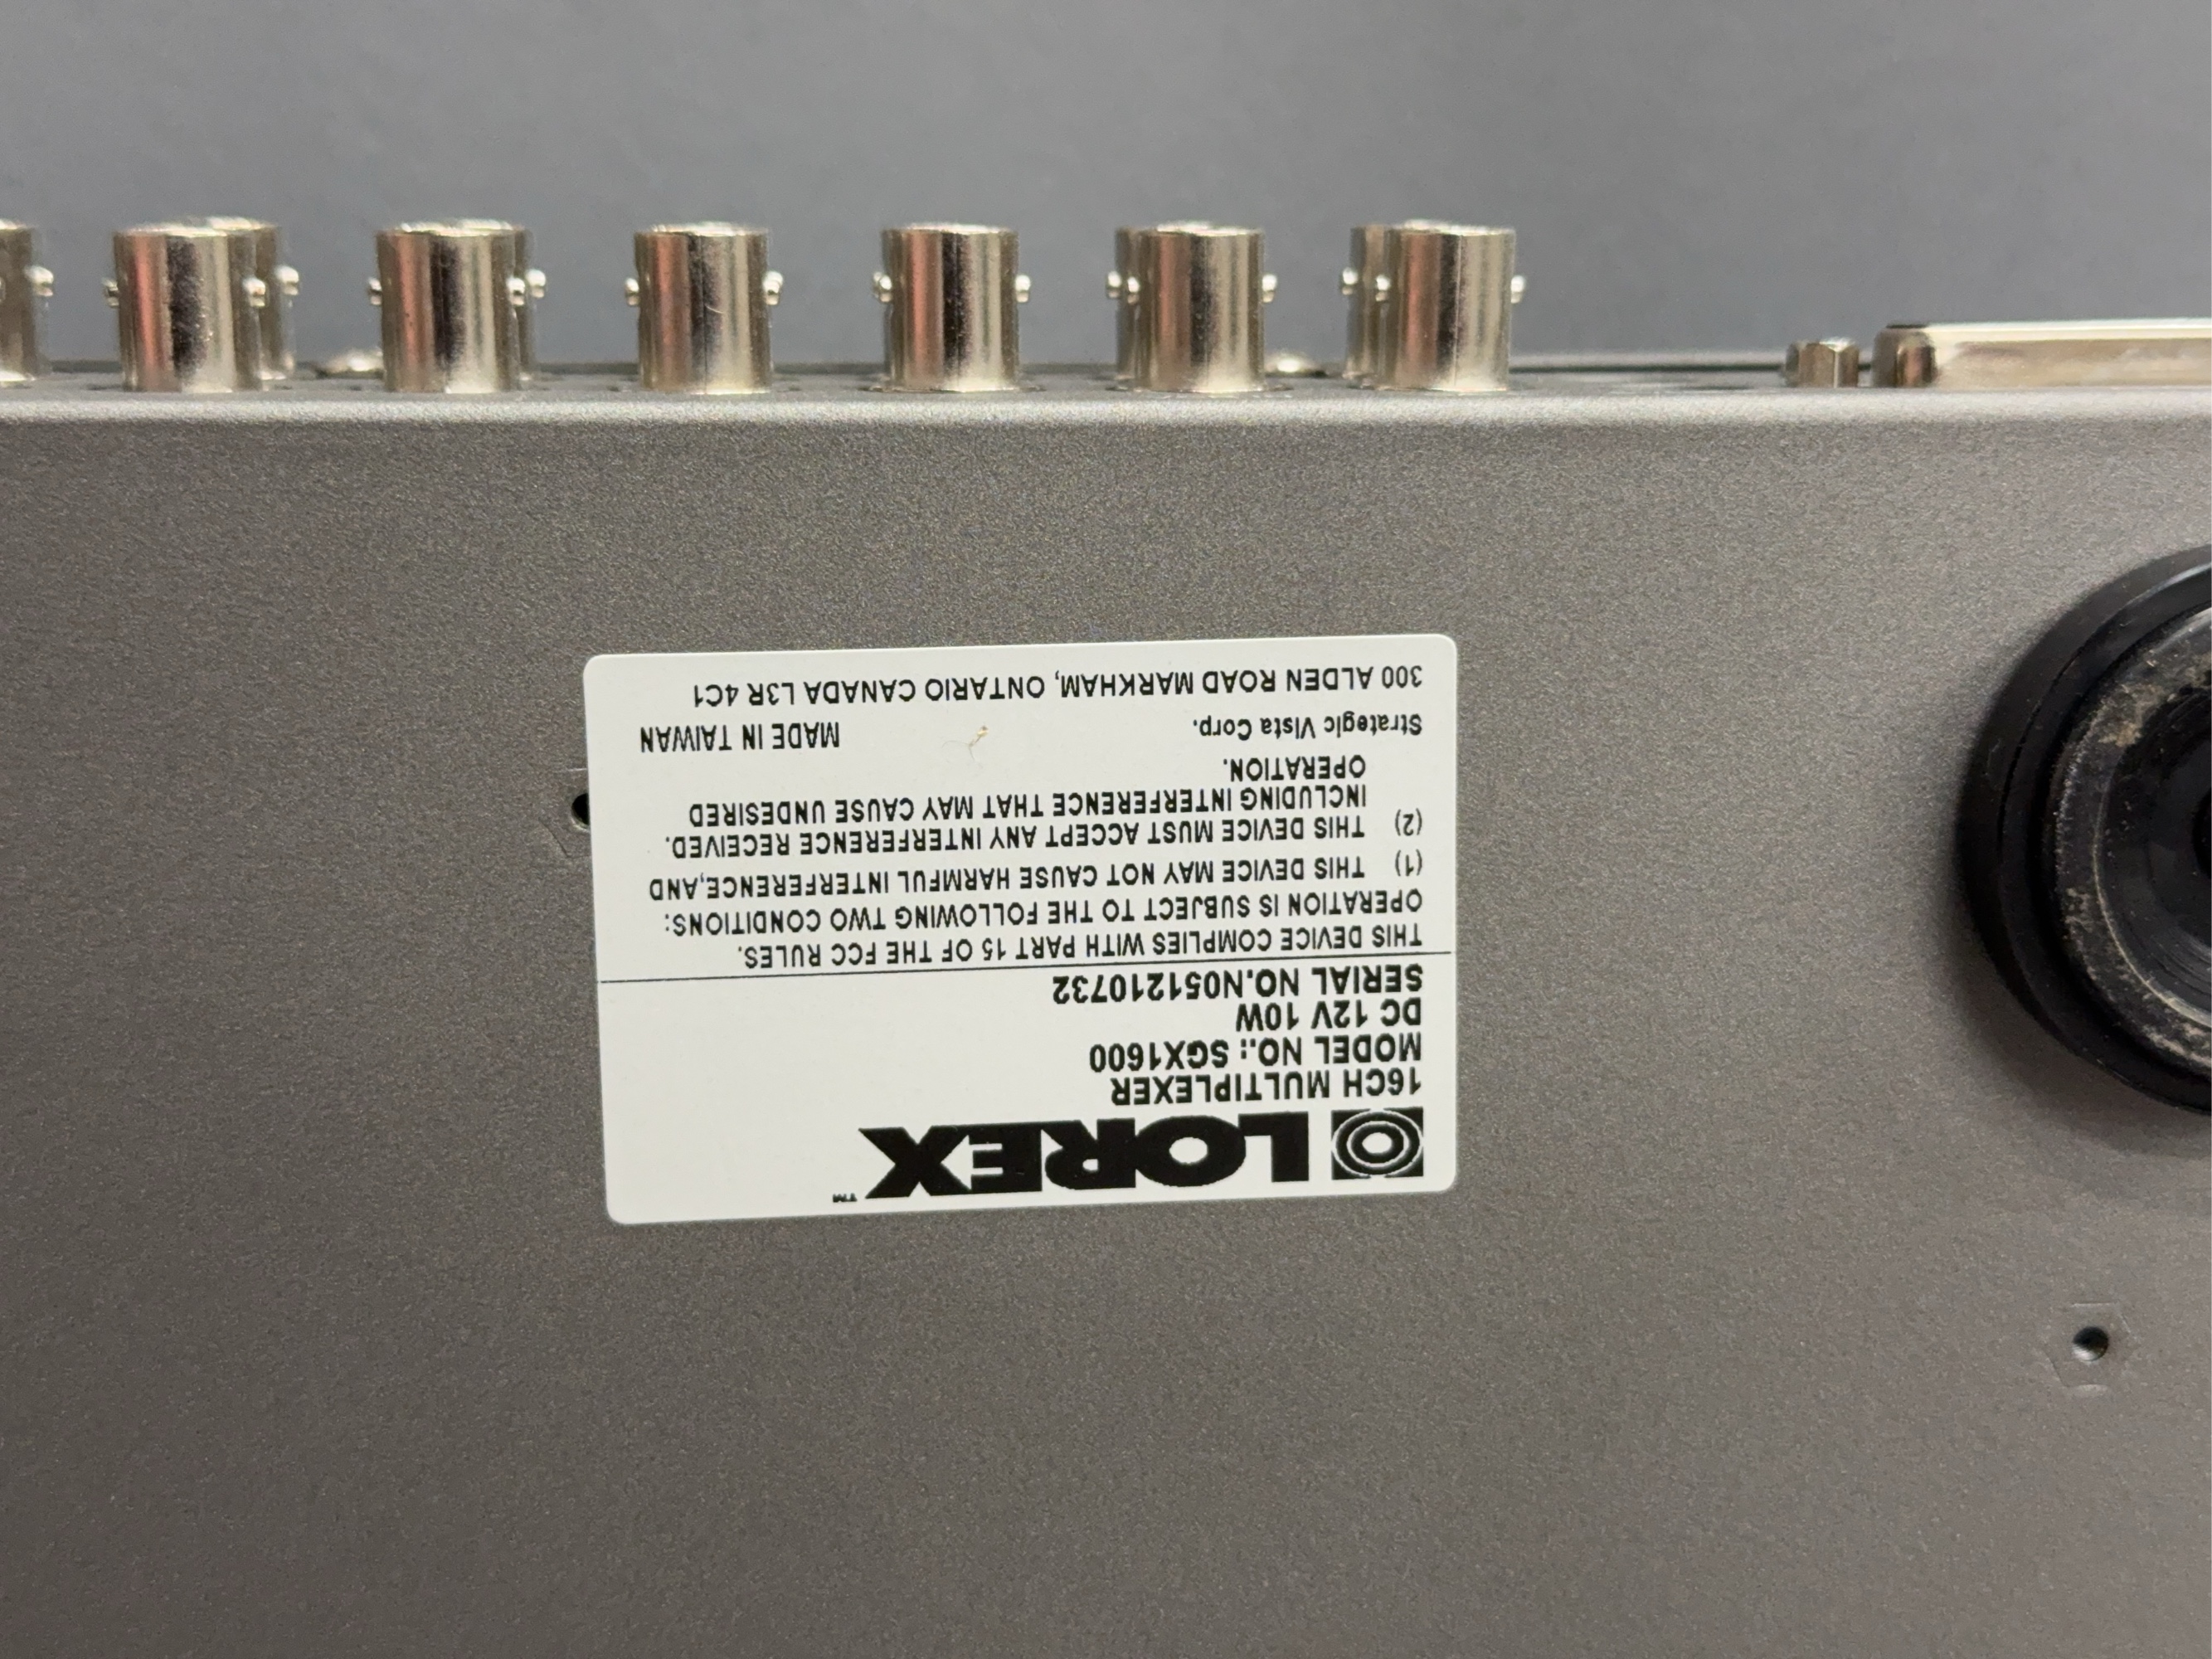 LOREX™
16CH MULTIPLEXER
MODEL NO.: SGX1600
DC 12V 10W
SERIAL NO.N051210732
THIS DEVICE COMPLIES WITH PART 15 OF THE FCC RULES.
OPERATION IS SUBJECT TO THE FOLLOWING TWO CONDITIONS:
(1) THIS DEVICE MAY NOT CAUSE HARMFUL INTERFERENCE,AND
(2) THIS DEVICE MUST ACCEPT ANY INTERFERENCE RECEIVED.
INCLUDING INTERFERENCE THAT MAY CAUSE UNDESIRED
OPERATION.
Strategic Vista Corp. MADE IN TAIWAN
300 ALDEN ROAD MARKHAM, ONTARIO CANADA L3R 4C1